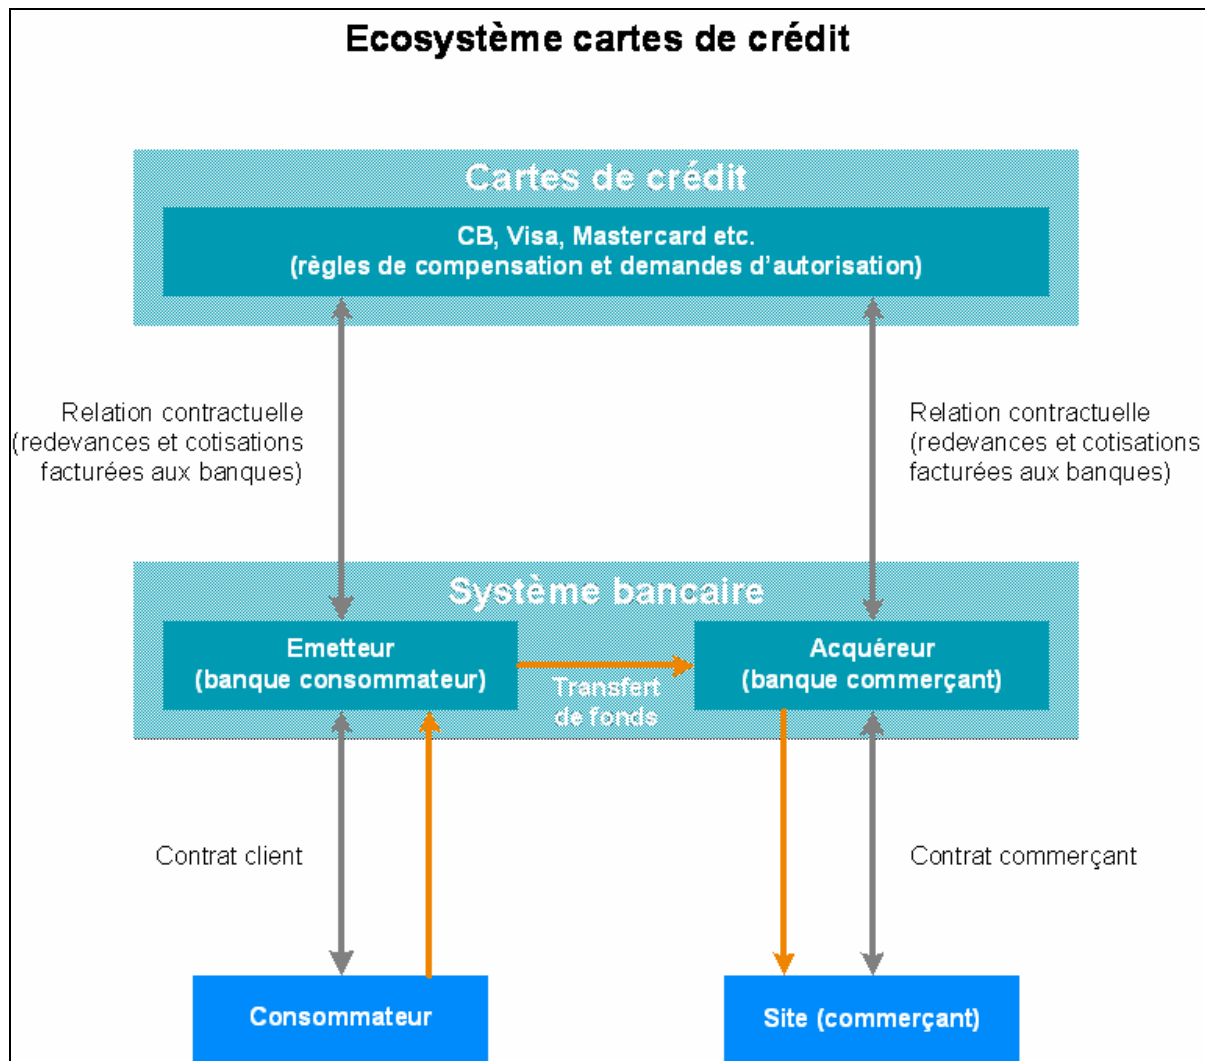 Ecosystème cartes de crédit
Cartes de crédit
CB, Visa, Mastercard etc.
(règles de compensation et demandes d'autorisation)
Relation contractuelle
(redevances et cotisations
facturées aux banques)
Relation contractuelle
(redevances et cotisations
facturées aux banques)
Système bancaire
Emetteur
(banque consommateur)
Transfert
de fonds
Acquéreur
(banque commerçant)
Contrat client
Contrat commerçant
Consommateur
Site (commerçant)